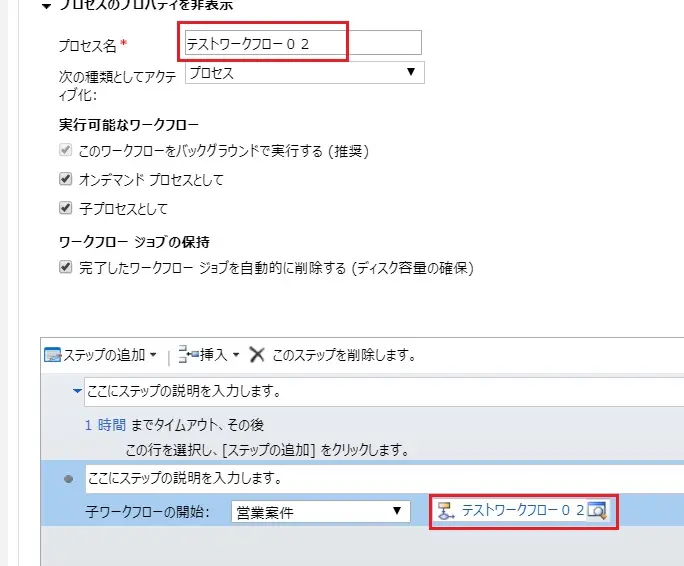 プロセスのプロパティを非表示
プロセス名*
テストワークフロー０２
次の種類としてアクティブ化:
プロセス
実行可能なワークフロー
このワークフローをバックグラウンドで実行する (推奨)
オンデマンド プロセスとして
子プロセスとして
ワークフロー ジョブの保持
完了したワークフロー ジョブを自動的に削除する (ディスク容量の確保)
ステップの追加 | 挿入 このステップを削除します。
ここにステップの説明を入力します。
1 時間 までタイムアウト、その後
この行を選択し、[ステップの追加] をクリックします。
ここにステップの説明を入力します。
子ワークフローの開始: 営業案件 テストワークフロー０２